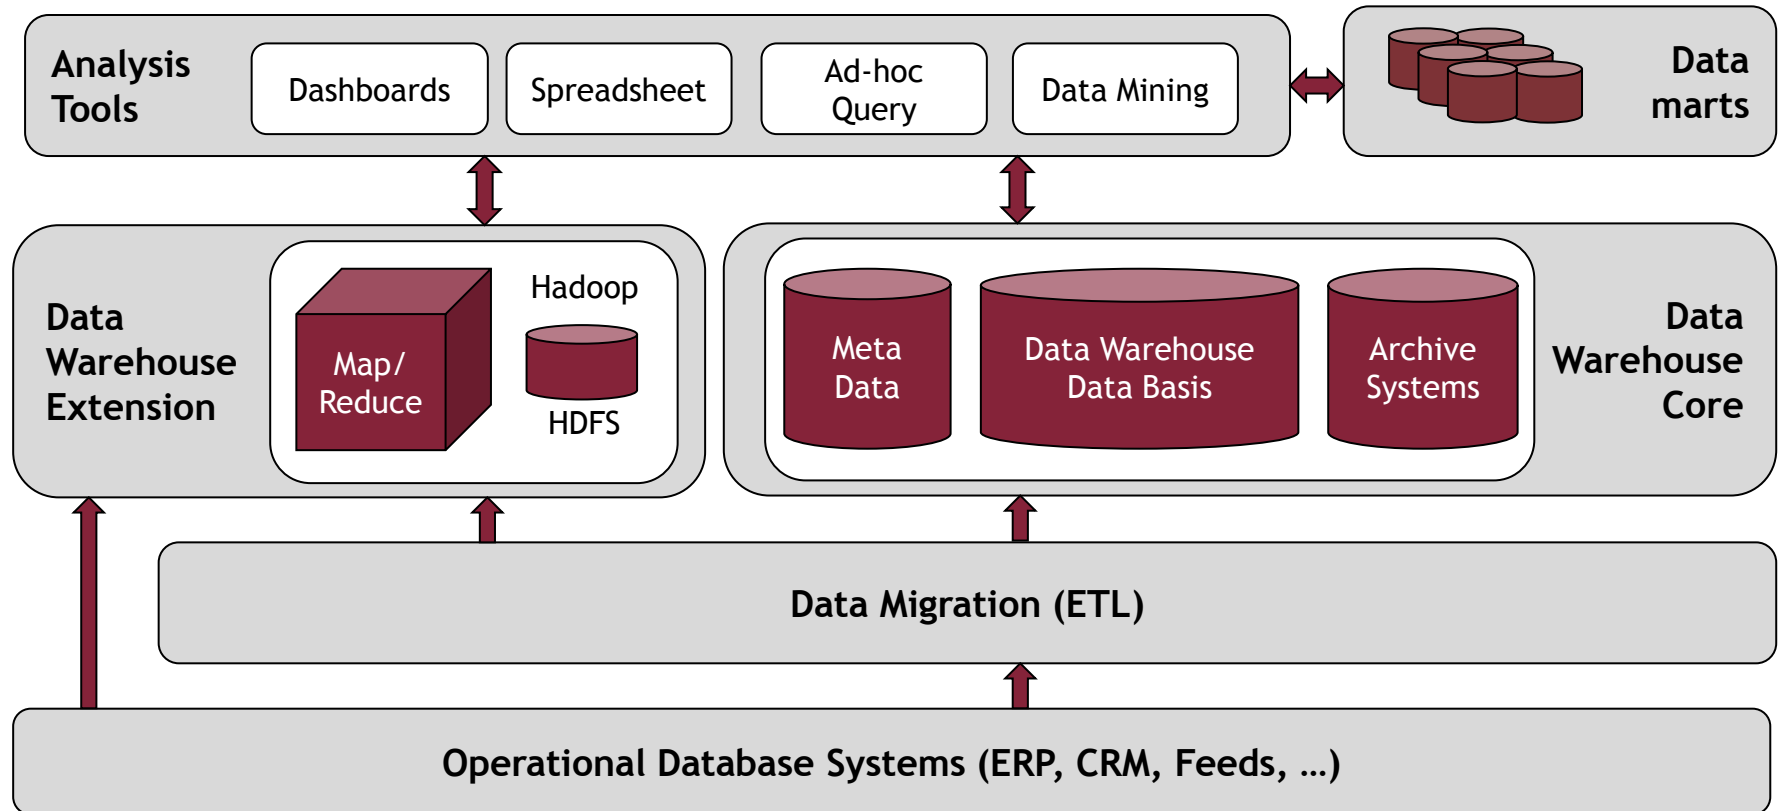 Analysis
Tools
Dashboards
Spreadsheet
Ad-hoc
Query
Data Mining
Data
marts
Data
Warehouse
Extension
Map/
Reduce
Hadoop
HDFS
Meta
Data
Data Warehouse
Data Basis
Archive
Systems
Data
Warehouse
Core
Data Migration (ETL)
Operational Database Systems (ERP, CRM, Feeds, …)